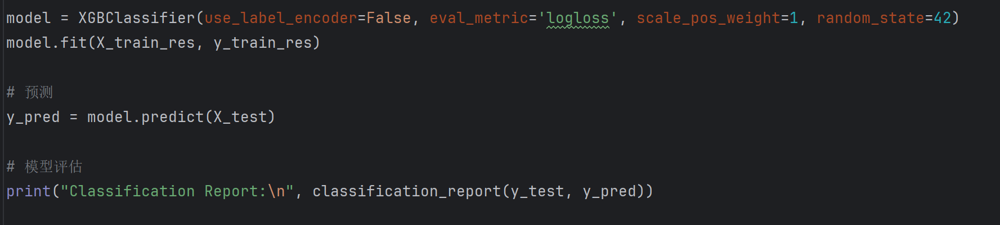 model = XGBClassifier(use_label_encoder=False, eval_metric='logloss', scale_pos_weight=1, random_state=42)
model.fit(X_train_res, y_train_res)
# 预测
y_pred = model.predict(X_test)
# 模型评估
print("Classification Report:\n", classification_report(y_test, y_pred))